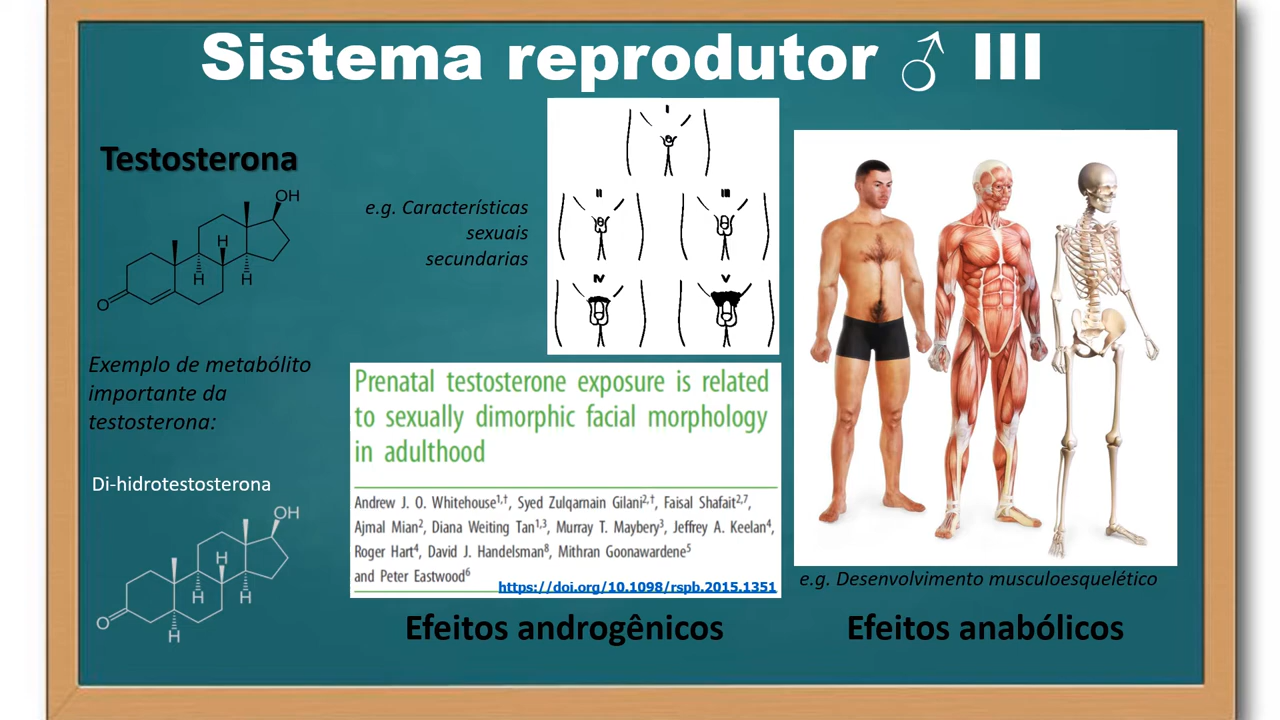 Sistema reprodutor ♂ III
Testosterona
OH
H
H
H
O
Exemplo de metabólito
importante da
testosterona:
Di-hidrotestosterona
OH
H
H
H
O
H
e.g. Características
sexuais
secundarias
I
II
III
IV
V
Prenatal testosterone exposure is related
to sexually dimorphic facial morphology
in adulthood
Andrew J. O. Whitehouse1,†, Syed Zulqarnain Gilani2,†, Faisal Shafait2,7,
Ajmal Mian2, Diana Weiting Tan1,3, Murray T. Maybery3, Jeffrey A. Keelan4,
Roger Hart4, David J. Handelsman8, Mithran Goonawardene5
and Peter Eastwood6
https://doi.org/10.1098/rspb.2015.1351
Efeitos androgênicos
e.g. Desenvolvimento musculoesquelético
Efeitos anabólicos